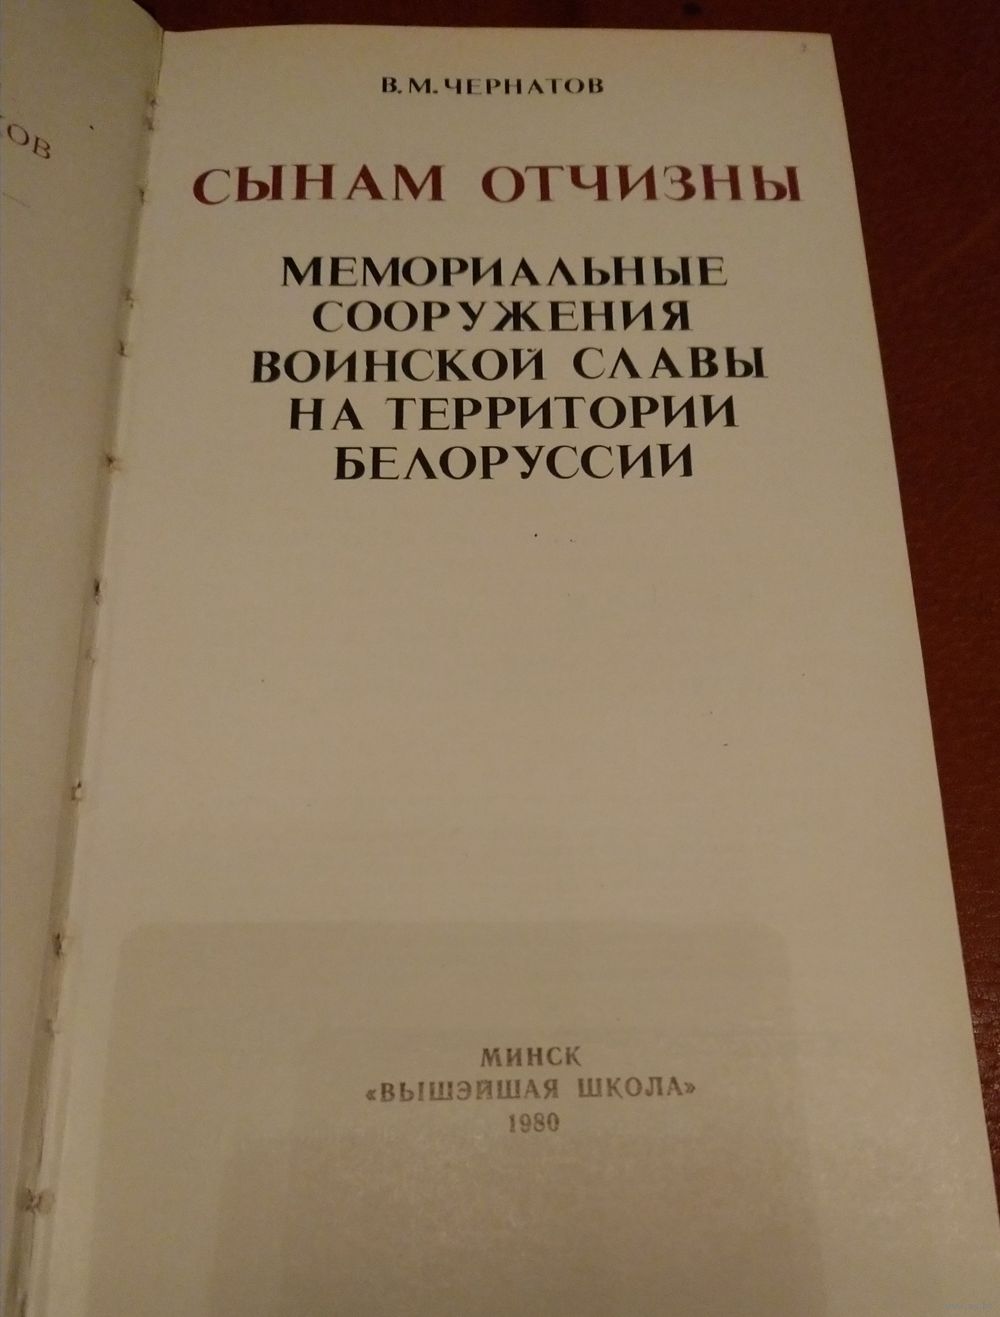 В. М. ЧЕРНАТОВ
СЫНАМ ОТЧИЗНЫ
МЕМОРИАЛЬНЫЕ
СООРУЖЕНИЯ
ВОИНСКОЙ СЛАВЫ
НА ТЕРРИТОРИИ
БЕЛОРУССИИ
МИНСК
«ВЫШЭЙШАЯ ШКОЛА»
1980